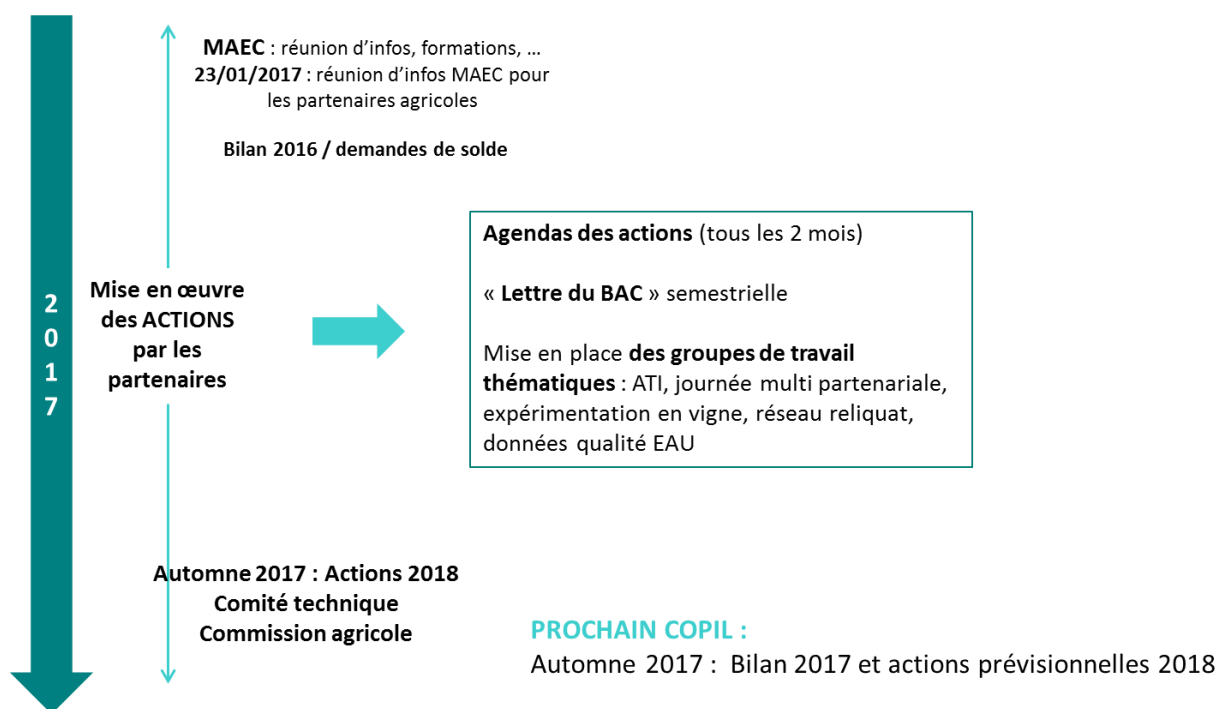 MAEC : réunion d’infos, formations, …
23/01/2017 : réunion d’infos MAEC pour
les partenaires agricoles
Bilan 2016 / demandes de solde
2
0
1
7
Mise en œuvre
des ACTIONS
par les
partenaires
Agendas des actions (tous les 2 mois)
« Lettre du BAC » semestrielle
Mise en place des groupes de travail
thématiques : ATI, journée multi partenariale,
expérimentation en vigne, réseau reliquat,
données qualité EAU
Automne 2017 : Actions 2018
Comité technique
Commission agricole
PROCHAIN COPIL :
Automne 2017 : Bilan 2017 et actions prévisionnelles 2018